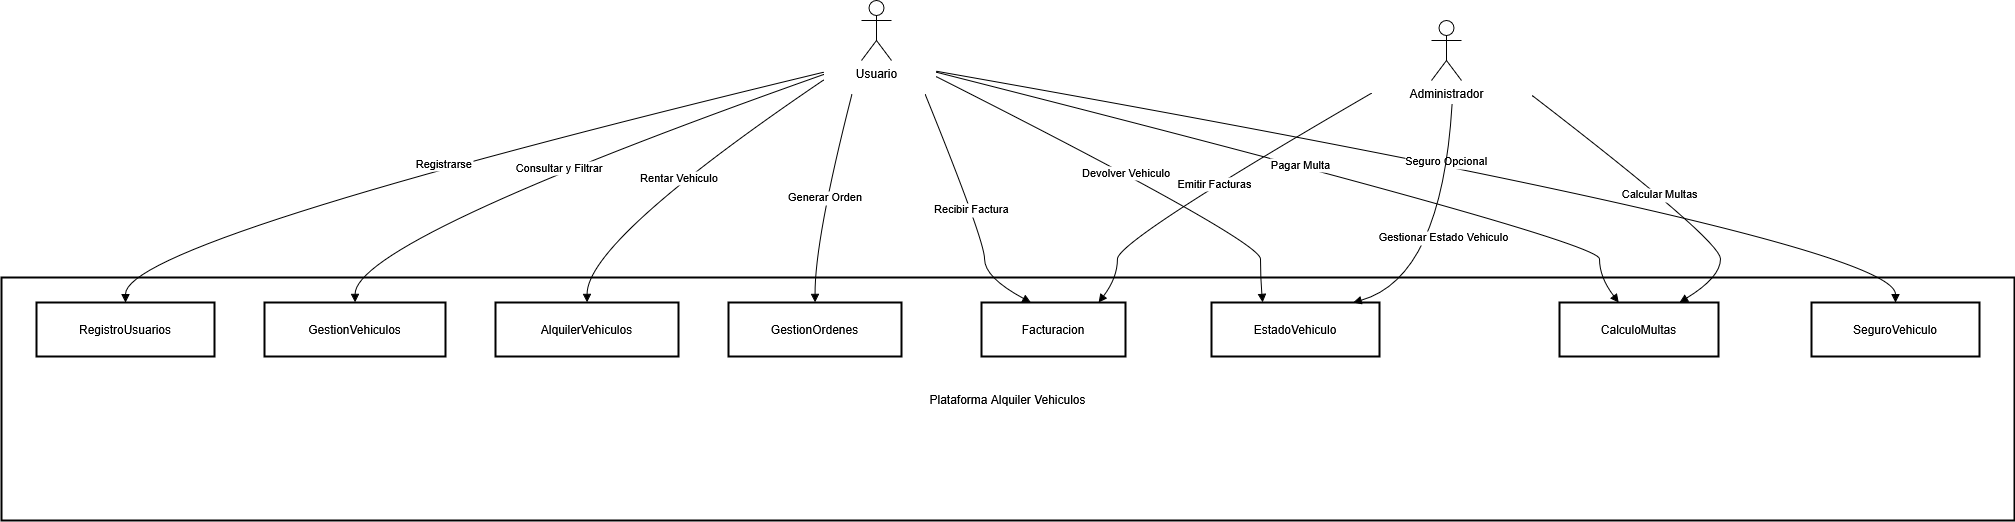 Usuario
Administrador
Registrarse
Consultar y Filtrar
Rentar Vehiculo
Generar Orden
Recibir Factura
Devolver Vehiculo
Emitir Facturas
Pagar Multa
Seguro Opcional
Gestionar Estado Vehiculo
Calcular Multas
RegistroUsuarios
GestionVehiculos
AlquilerVehiculos
GestionOrdenes
Facturacion
EstadoVehiculo
CalculoMultas
SeguroVehiculo
Plataforma Alquiler Vehiculos